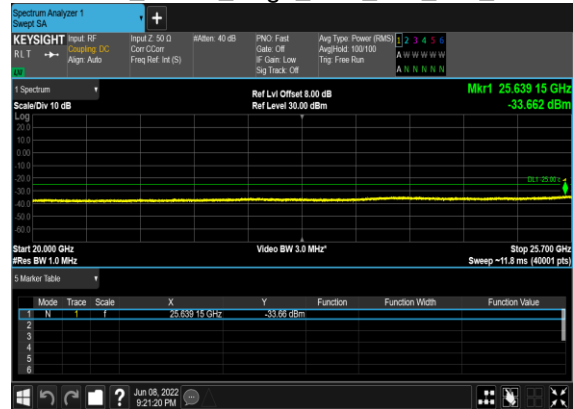 Spectrum Analyzer 1
Swept SA
KEYSIGHT
RLT
Input: RF
Coupling: DC
Align: Auto
Input Z: 50 Ω
Corr CCorr
Freq Ref: Int (S)
#Atten: 40 dB
PNO: Fast
Gate: Off
IF Gain: Low
Sig Track: Off
Avg Type: Power (RMS)
Avg|Hold: 100/100
Trig: Free Run
1 2 3 4 5 6
A W W W W W
A N N N N N
1 Spectrum
Scale/Div 10 dB
Log
Ref Lvl Offset 8.00 dB
Ref Level 30.00 dBm
Mkr1 25.639 15 GHz
-33.662 dBm
20.0
10.0
0.00
-10.0
-20.0
-30.0
-40.0
-50.0
-60.0
Start 20.000 GHz
#Res BW 1.0 MHz
Video BW 3.0 MHz*
Stop 25.700 GHz
Sweep ~11.8 ms (40001 pts)
5 Marker Table
Mode Trace Scale X Y Function Function Width Function Value
1 N 1 f 25.639 15 GHz -33.66 dBm
2
3
4
5
6
Jun 08, 2022
9:21:20 PM